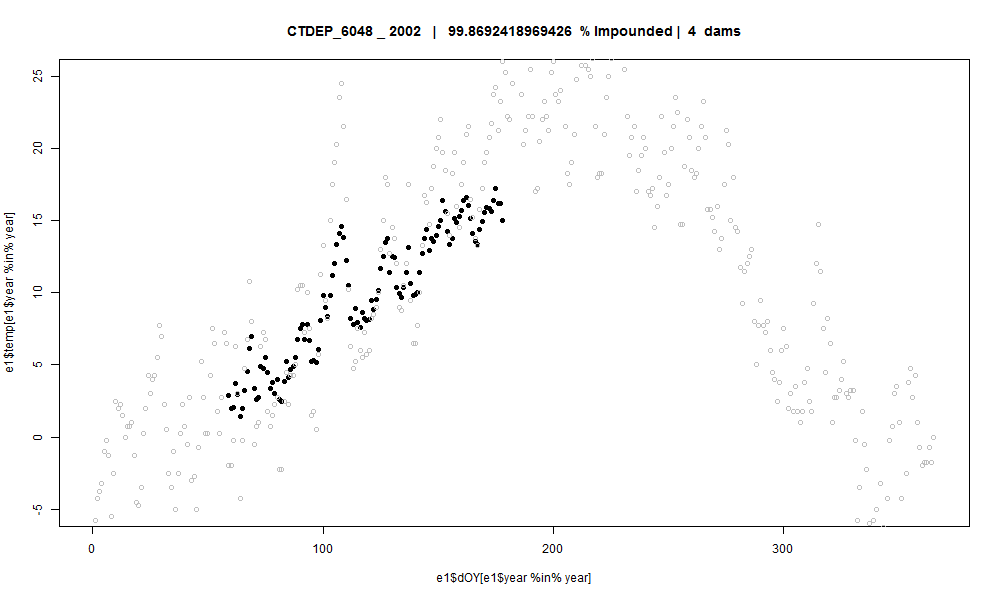 CTDEP_6048 _ 2002 | 99.8692418969426 % Impounded | 4 dams
e1$temp[e1$year %in% year]
25
20
15
10
5
0
-5
0 100 200 300
e1$dOY[e1$year %in% year]